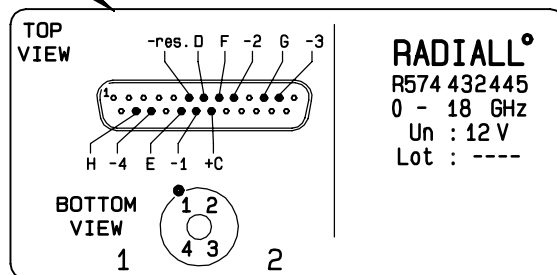 TOP
VIEW
-res. D F -2 G -3
1
H -4 E -1 +C
BOTTOM
VIEW
1 2
4 3
1 2
RADIALL°
R574 432445
0 - 18 GHz
Un : 12 V
Lot : ----